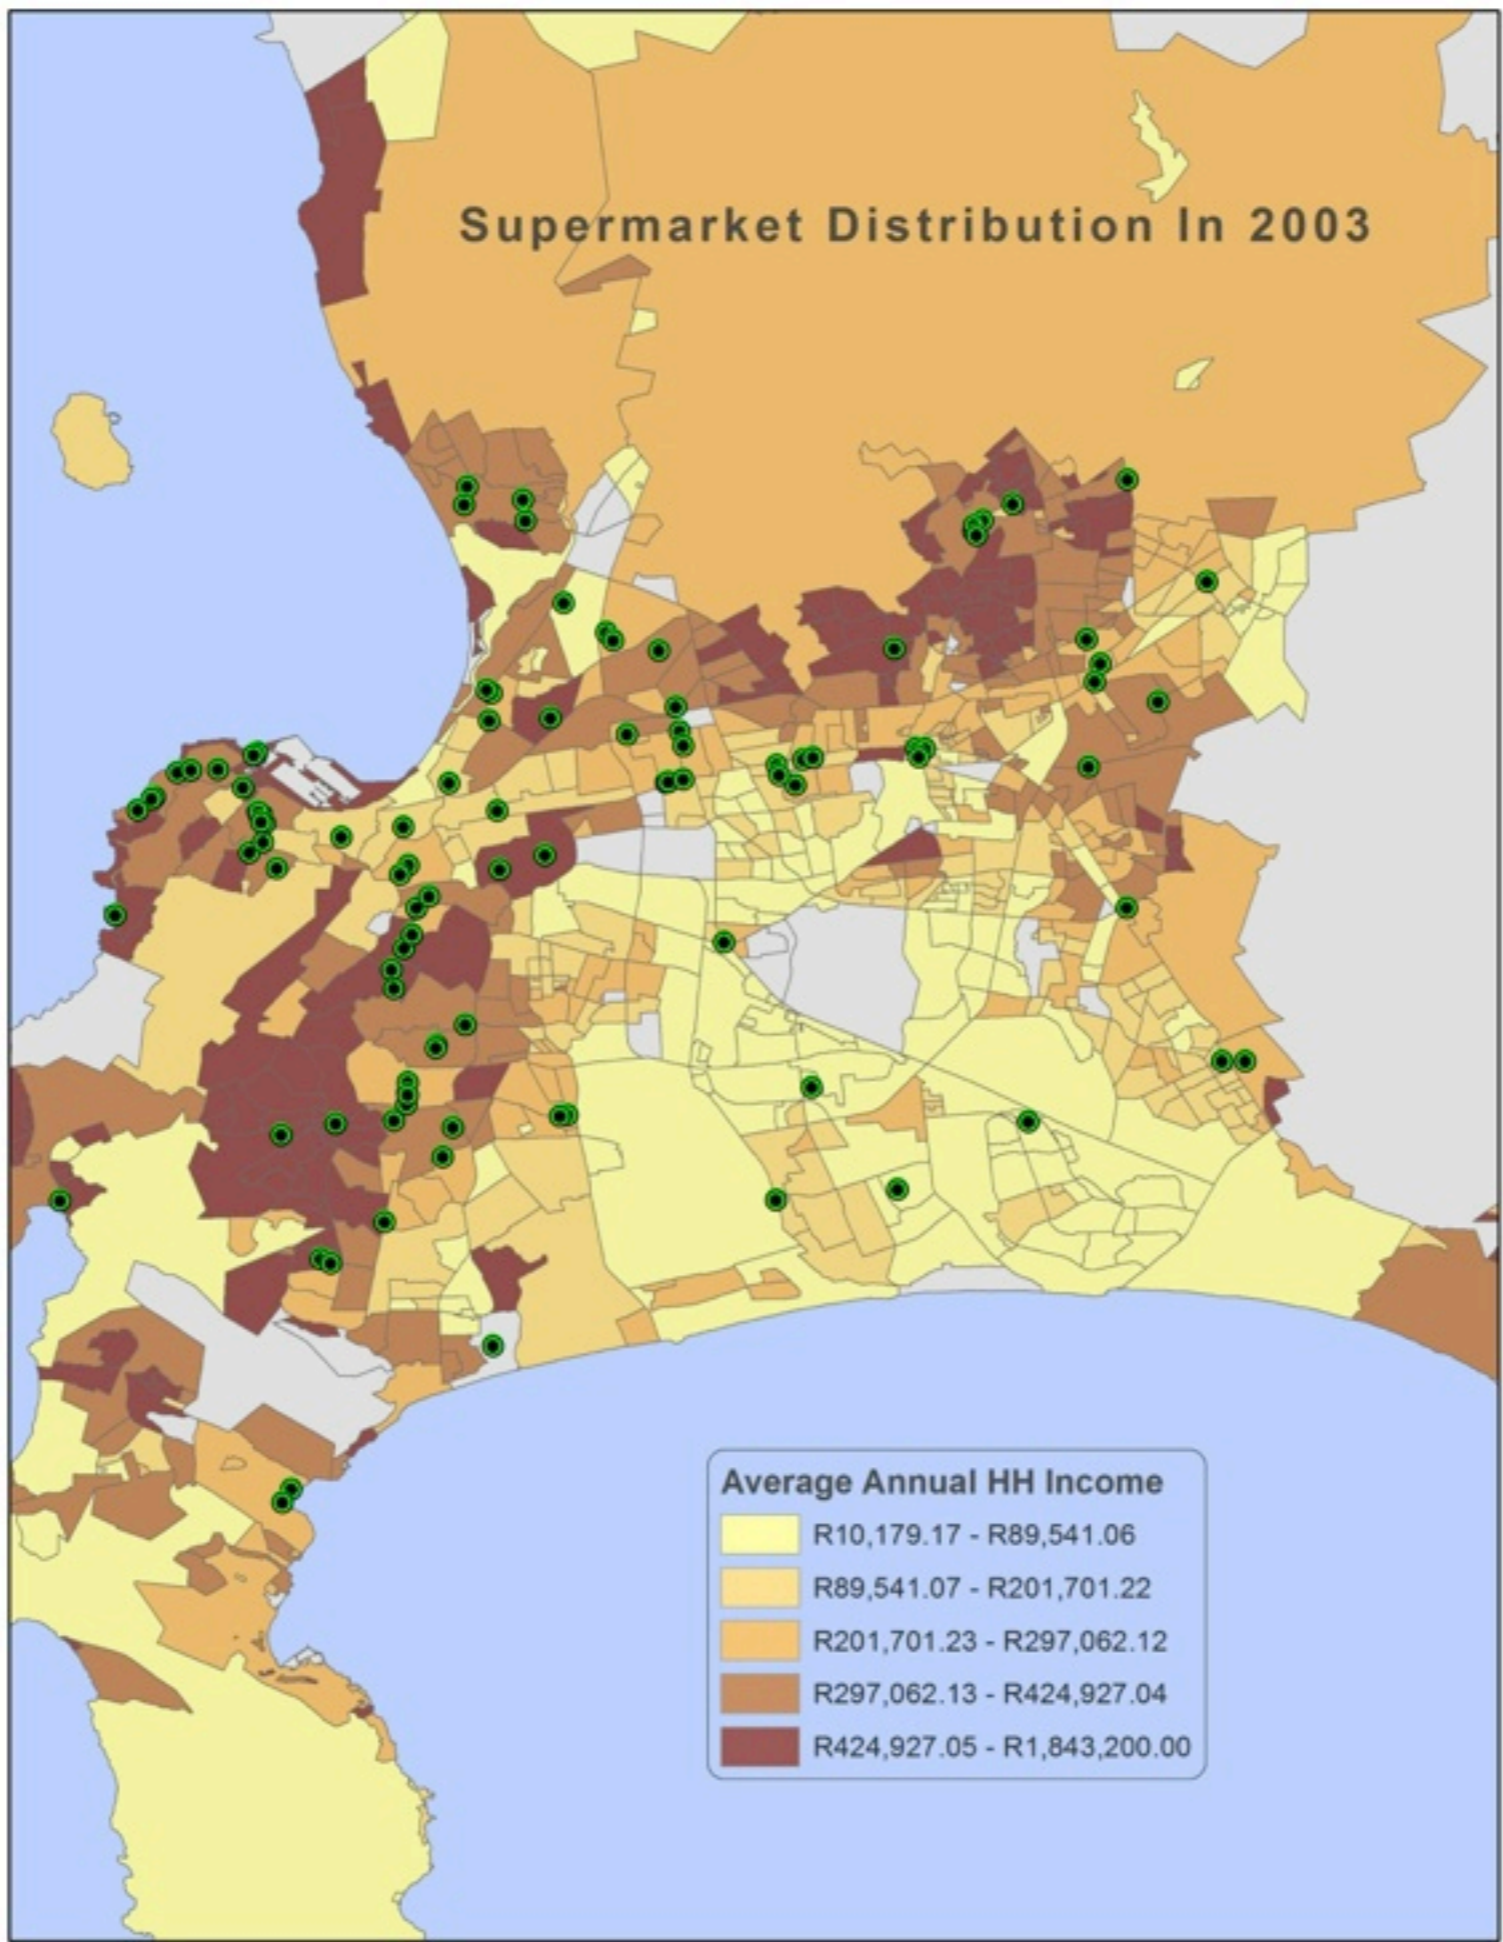 Supermarket Distribution In 2003
Average Annual HH Income
R10,179.17 - R89,541.06
R89,541.07 - R201,701.22
R201,701.23 - R297,062.12
R297,062.13 - R424,927.04
R424,927.05 - R1,843,200.00